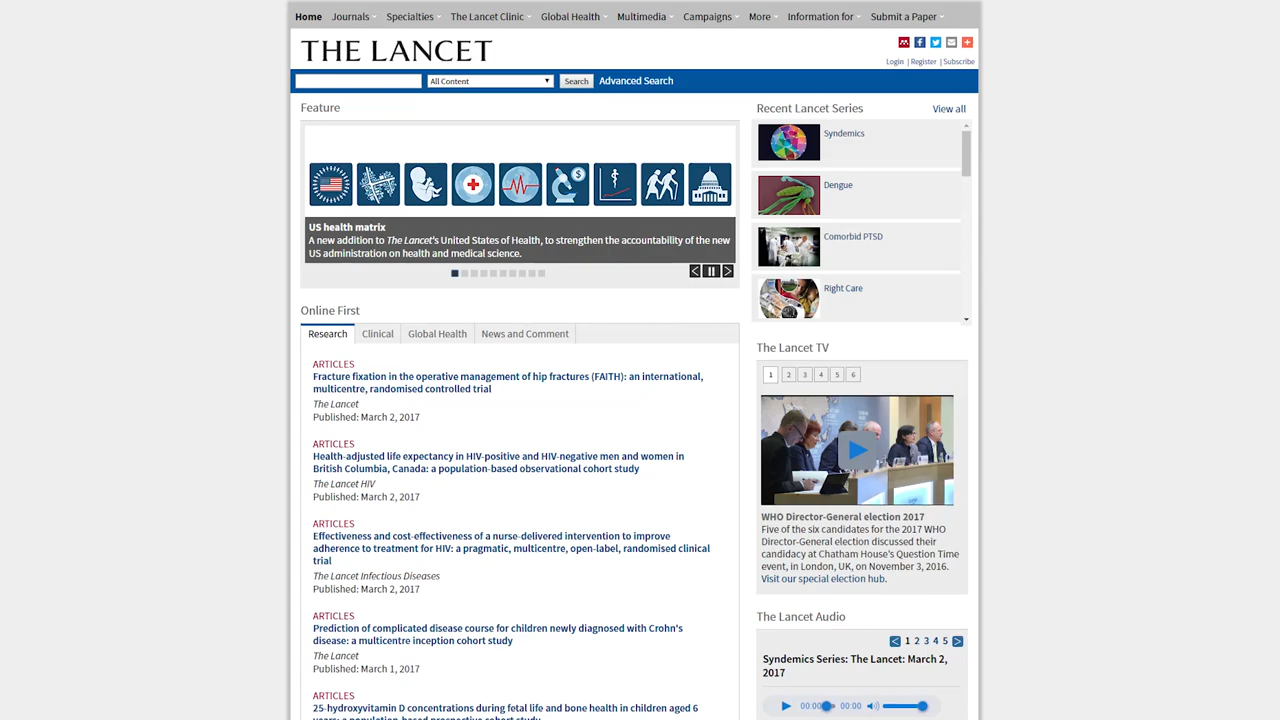 Home Journals Specialties The Lancet Clinic Global Health Multimedia Campaigns More Information for Submit a Paper
THE LANCET
Login | Register | Subscribe
All Content Search Advanced Search
Feature
US health matrix
A new addition to The Lancet's United States of Health, to strengthen the accountability of the new
US administration on health and medical science.
Online First
Research Clinical Global Health News and Comment
ARTICLES
Fracture fixation in the operative management of hip fractures (FAITH): an international,
multicentre, randomised controlled trial
The Lancet
Published: March 2, 2017
ARTICLES
Health-adjusted life expectancy in HIV-positive and HIV-negative men and women in
British Columbia, Canada: a population-based observational cohort study
The Lancet HIV
Published: March 2, 2017
ARTICLES
Effectiveness and cost-effectiveness of a nurse-delivered intervention to improve
adherence to treatment for HIV: a pragmatic, multicentre, open-label, randomised clinical
trial
The Lancet Infectious Diseases
Published: March 2, 2017
ARTICLES
Prediction of complicated disease course for children newly diagnosed with Crohn's
disease: a multicentre inception cohort study
The Lancet
Published: March 1, 2017
ARTICLES
25-hydroxyvitamin D concentrations during fetal life and bone health in children aged 6
years: a population-based prospective cohort study
Recent Lancet Series View all
Syndemics
Dengue
Comorbid PTSD
Right Care
The Lancet TV
1 2 3 4 5 6
WHO Director-General election 2017
Five of the six candidates for the 2017 WHO
Director-General election discussed their
candidacy at Chatham House's Question Time
event, in London, UK, on November 3, 2016.
Visit our special election hub.
The Lancet Audio
1 2 3 4 5
Syndemics Series: The Lancet: March 2,
2017
00:00 00:00